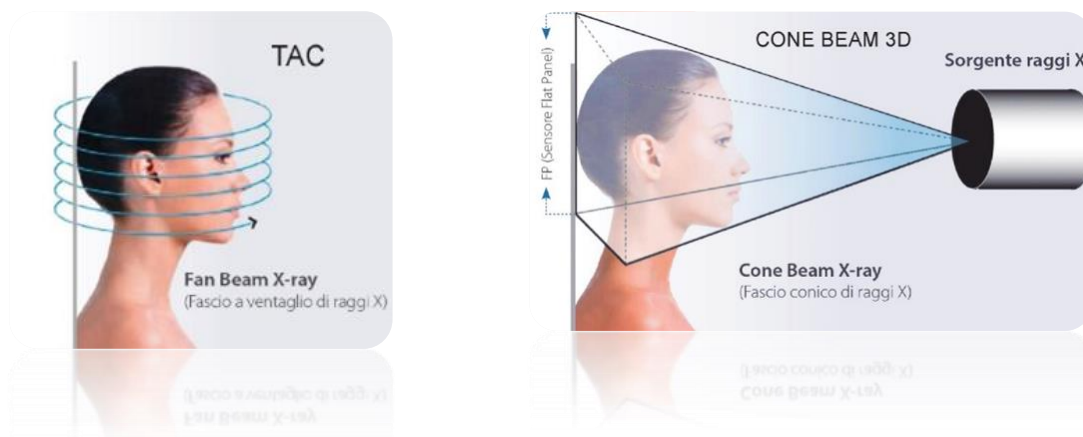 TAC
Fan Beam X-ray
(Fascio a ventaglio di raggi X)
CONE BEAM 3D
Sorgente raggi X
FP (Sensore Flat Panel)
Cone Beam X-ray
(Fascio conico di raggi X)